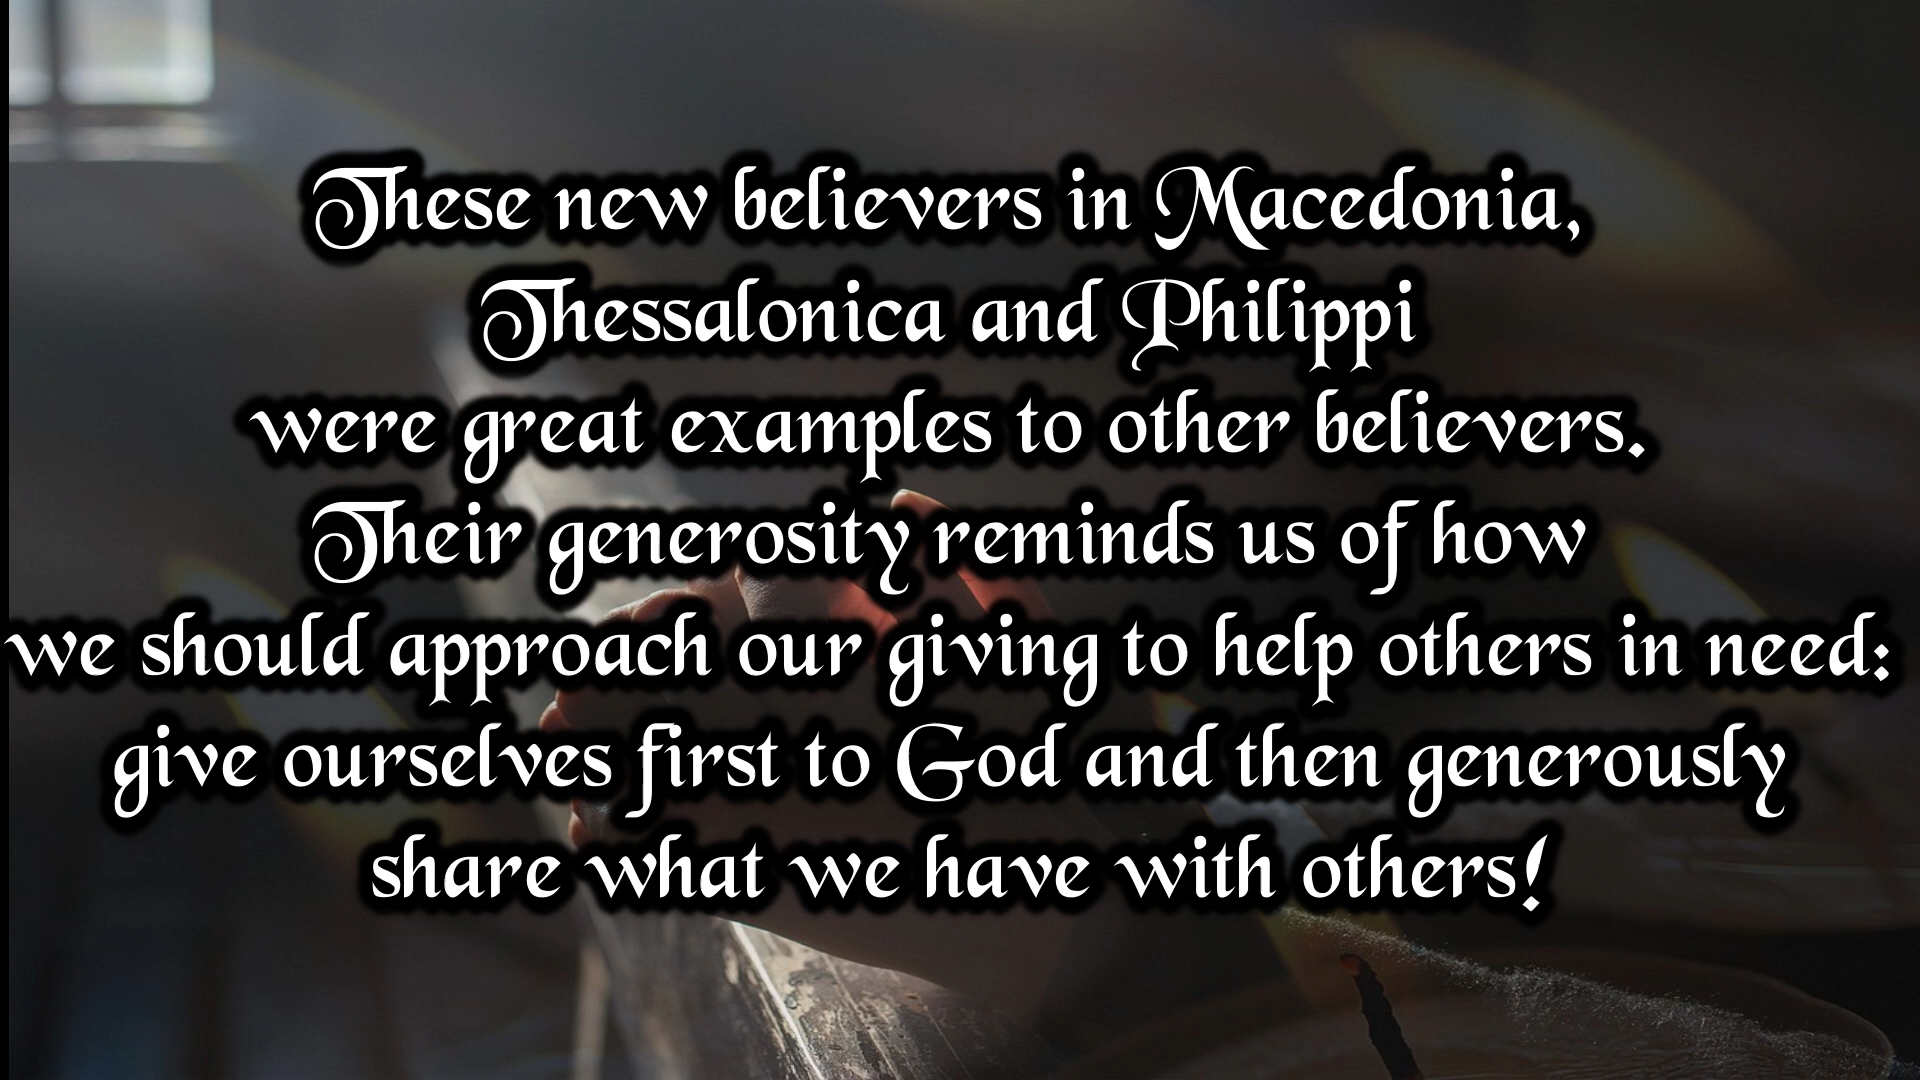 These new believers in Macedonia,
Thessalonica and Philippi
were great examples to other believers.
Their generosity reminds us of how
we should approach our giving to help others in need:
give ourselves first to God and then generously
share what we have with others!